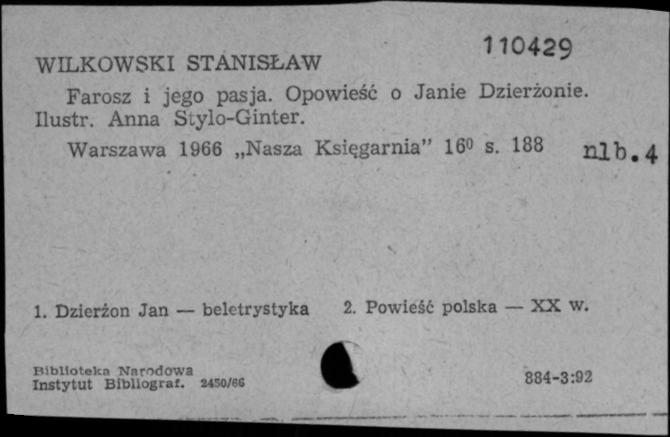 110429
WILKOWSKI STANISŁAW
Farosz i jego pasja. Opowieść o Janie Dzierżonie.
Ilustr. Anna Stylo-Ginter.
Warszawa 1966 „Nasza Księgarnia” 16⁰ s. 188 nlb.4
1. Dzierżon Jan — beletrystyka 2. Powieść polska — XX w.
Biblioteka Narodowa
Instytut Bibliograf. 2450/66
884-3:92